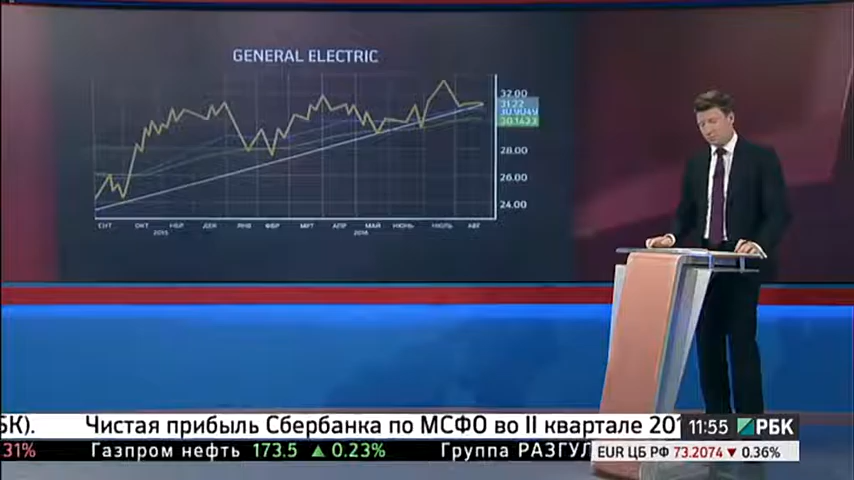 GENERAL ELECTRIC
32.00
31.22
30.9049
30.1423
28.00
26.00
24.00
СНТ ОКТ НБР ДЕК ЯНВ ФВР МРТ АПР МАЙ ИЮНЬ ИЮЛЬ АВГ
2015 2016
БК). Чистая прибыль Сбербанка по МСФО во II квартале 201
11:55 РБК
31% Газпром нефть 173.5 ▲ 0.23% Группа РАЗГУЛ
EUR ЦБ РФ 73.2074 ▼ 0.36%